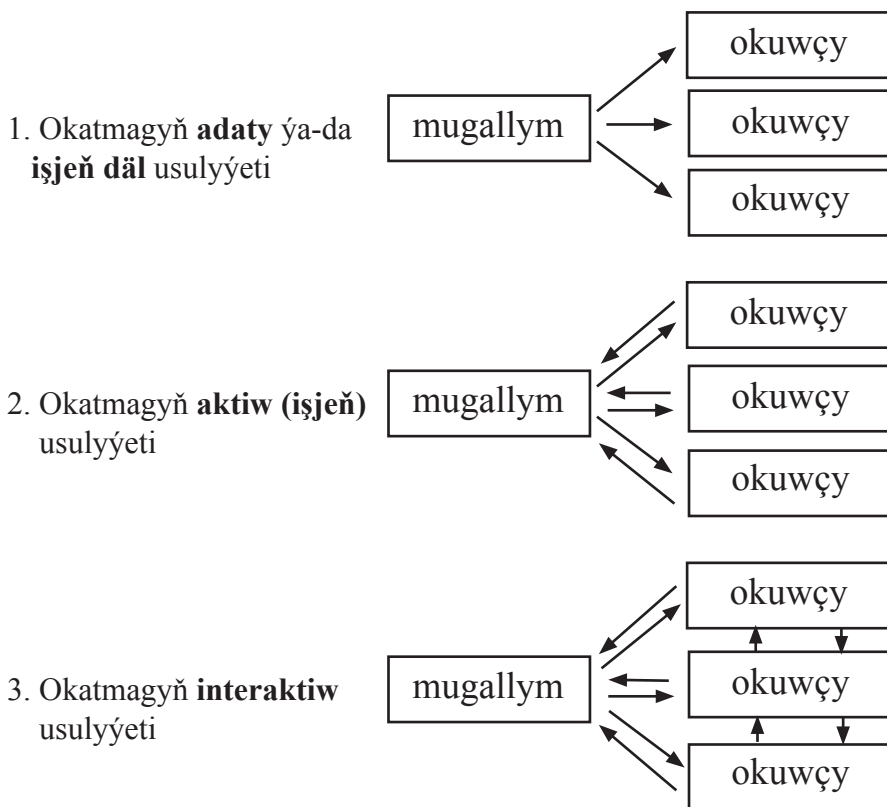 okuwçy
1. Okatmagyň adaty ýa-da
işjeň däl usulyýeti
mugallym
okuwçy
okuwçy
okuwçy
2. Okatmagyň aktiw (işjeň)
usulyýeti
mugallym
okuwçy
okuwçy
okuwçy
3. Okatmagyň interaktiw
usulyýeti
mugallym
okuwçy
okuwçy